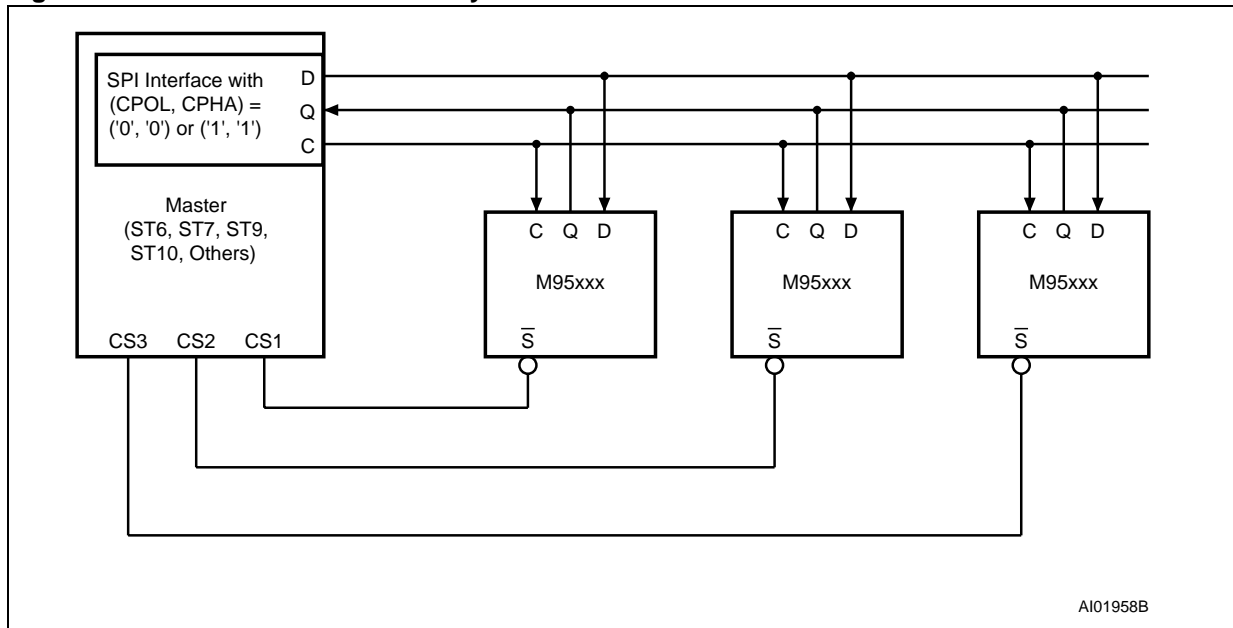 SPI Interface with
(CPOL, CPHA) =
('0', '0') or ('1', '1')
D
Q
C
Master
(ST6, ST7, ST9,
ST10, Others)
CS3 CS2 CS1
C Q D
M95xxx
S̅
C Q D
M95xxx
S̅
C Q D
M95xxx
S̅
AI01958B